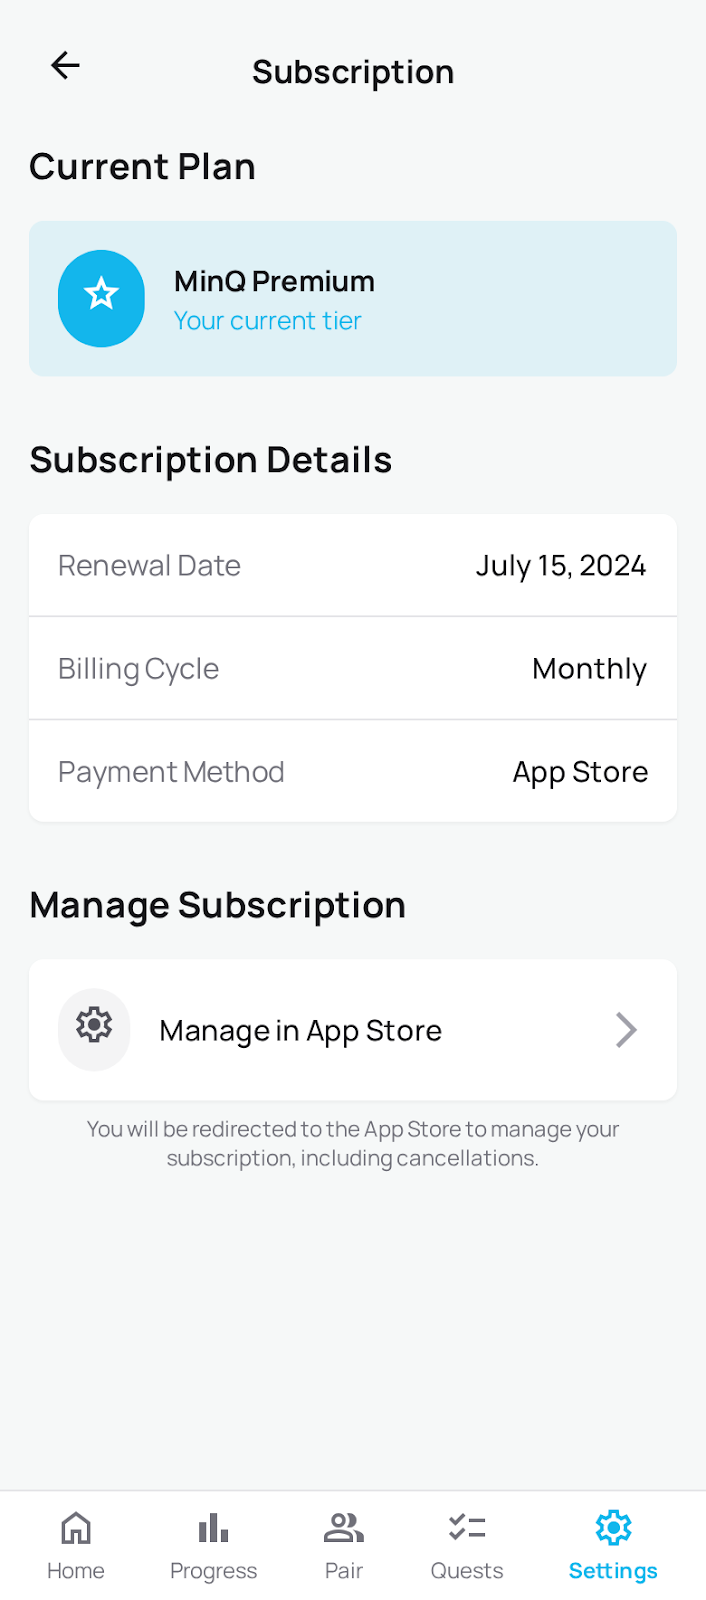 Subscription
Current Plan
MinQ Premium
Your current tier
Subscription Details
Renewal Date July 15, 2024
Billing Cycle Monthly
Payment Method App Store
Manage Subscription
Manage in App Store
You will be redirected to the App Store to manage your
subscription, including cancellations.
Home Progress Pair Quests Settings